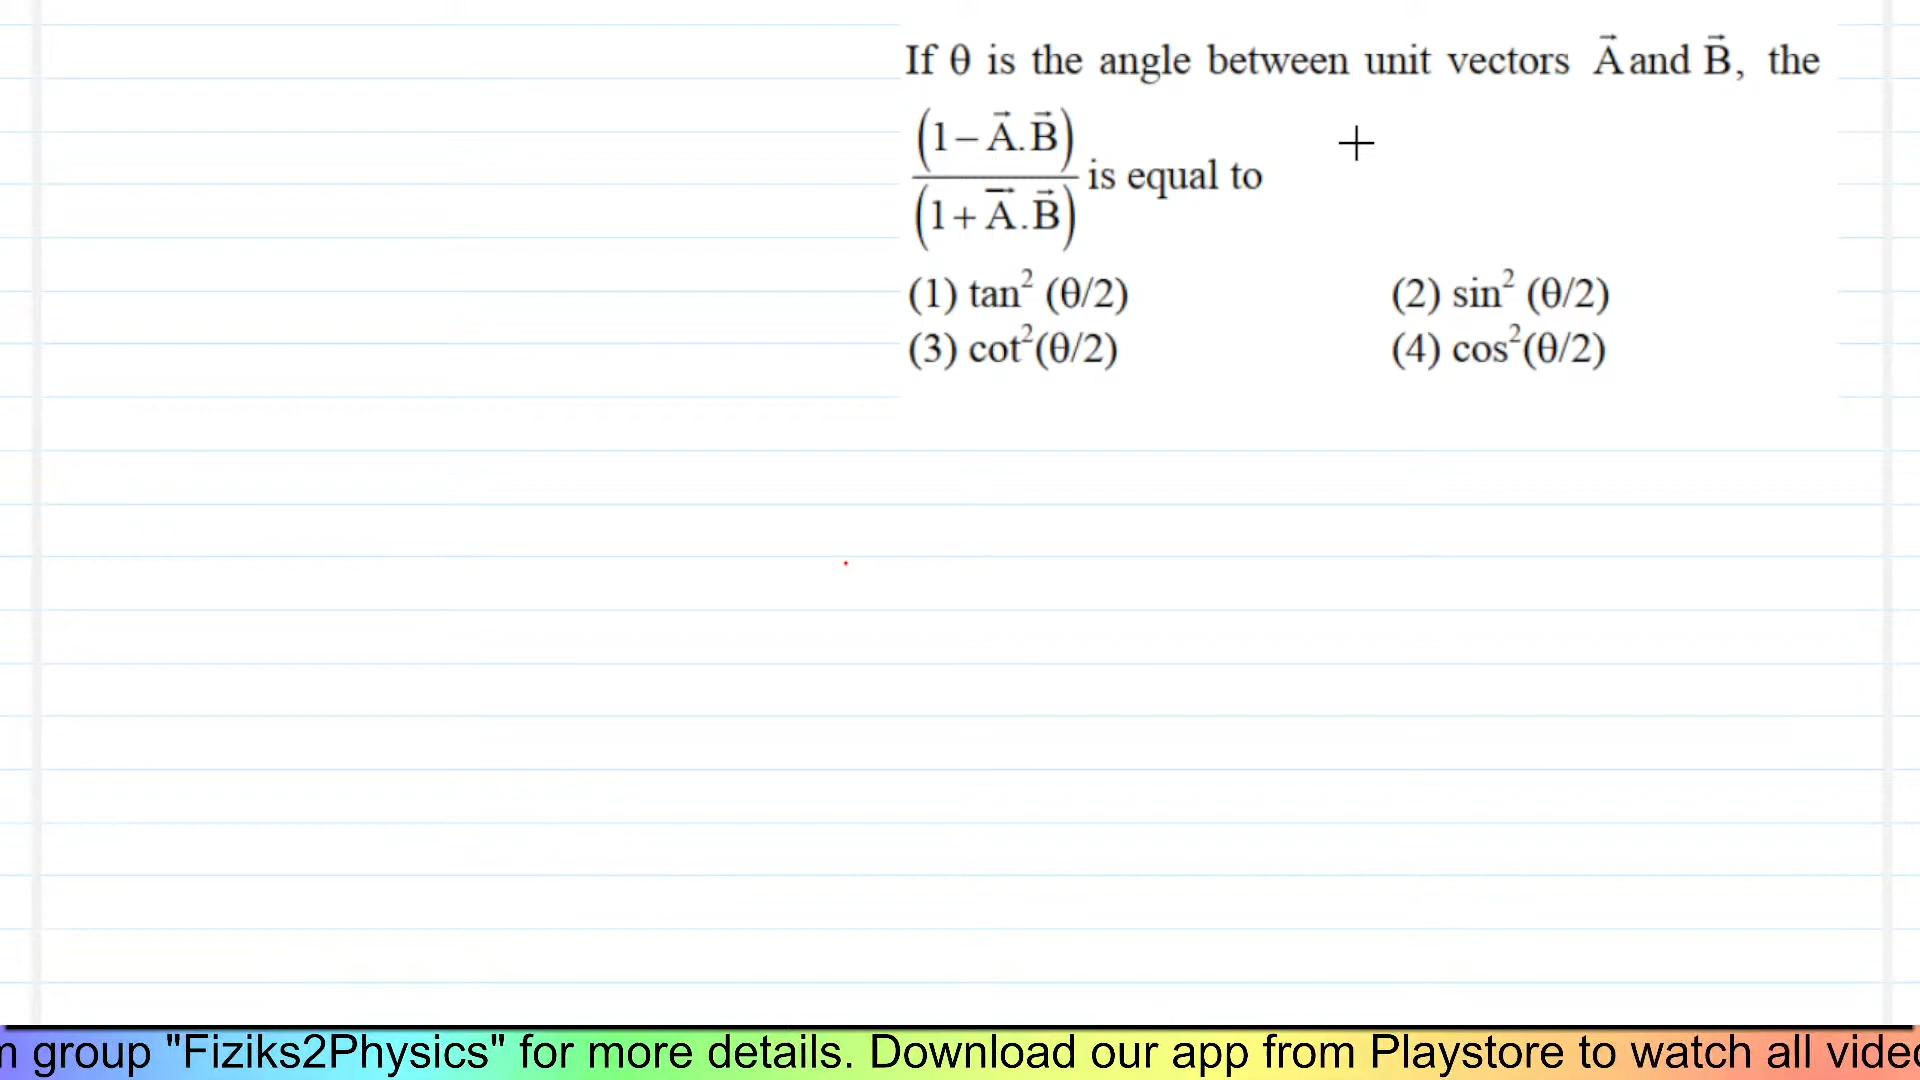 If θ is the angle between unit vectors A⃗ and B⃗, the
(1 − A⃗.B⃗)
(1 + A⃗.B⃗) is equal to
(1) tan² (θ/2) (2) sin² (θ/2)
(3) cot²(θ/2) (4) cos²(θ/2)
group "Fiziks2Physics" for more details. Download our app from Playstore to watch all